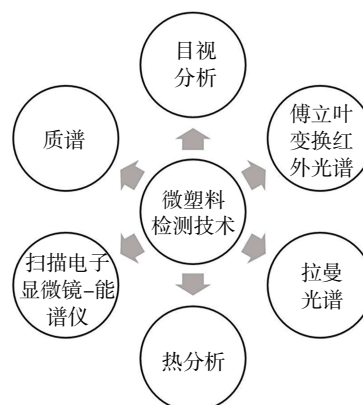 目视
分析
傅立叶
变换红
外光谱
质谱
微塑料
检测技术
扫描电子
显微镜-能
谱仪
拉曼
光谱
热分析